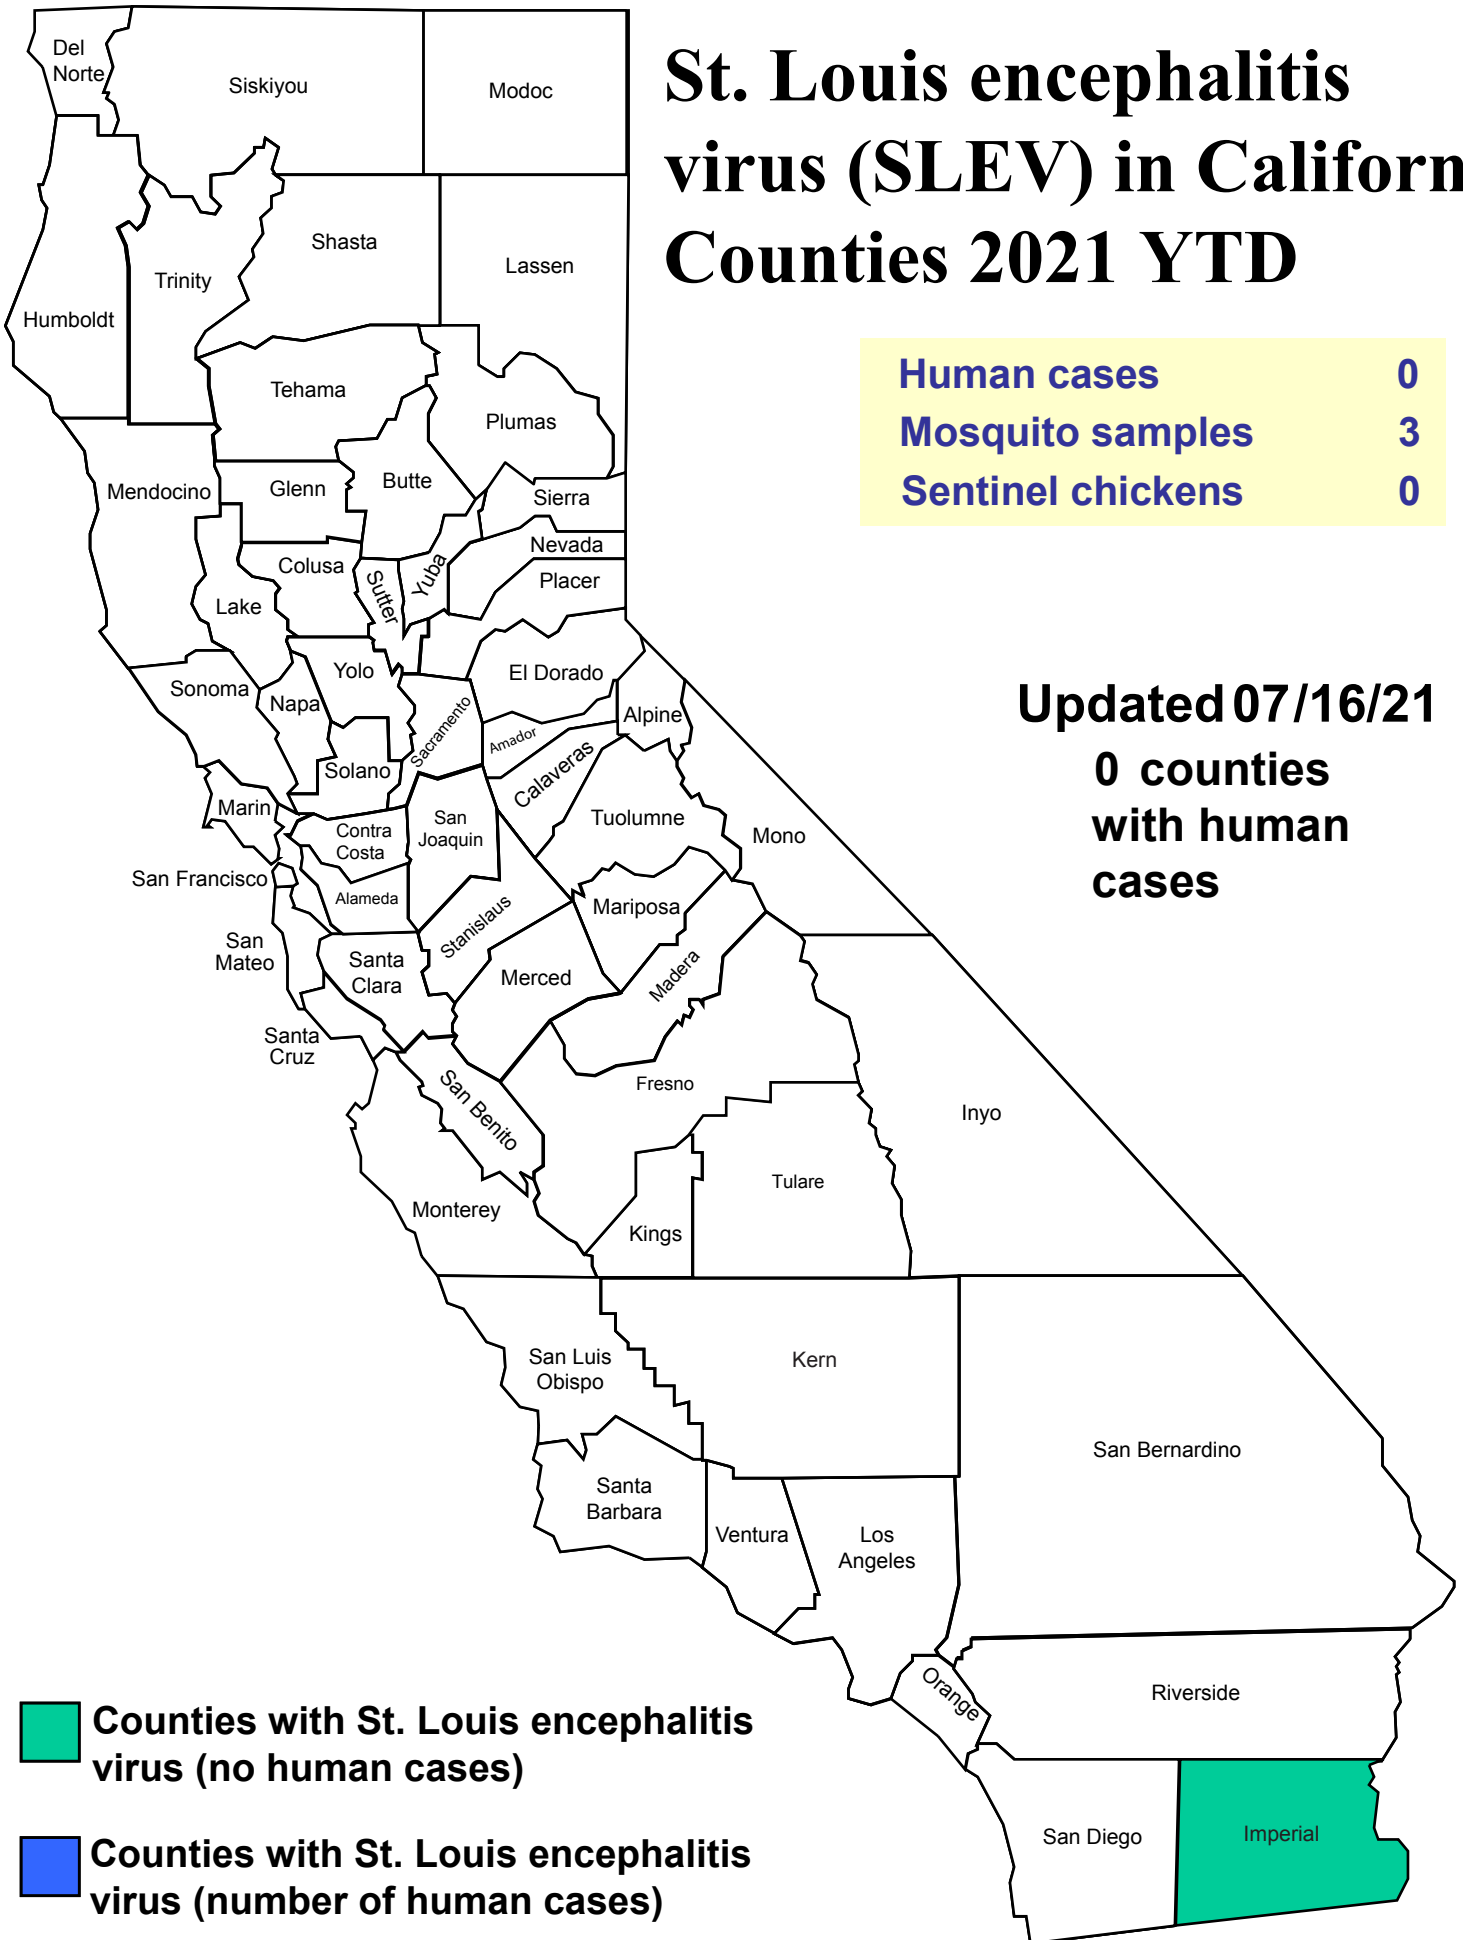 St. Louis encephalitis
virus (SLEV) in Californ
Counties 2021 YTD
Human cases 0
Mosquito samples 3
Sentinel chickens 0
Updated 07/16/21
0 counties
with human
cases
Del
Norte
Siskiyou
Modoc
Shasta
Lassen
Trinity
Humboldt
Tehama
Plumas
Mendocino
Glenn
Butte
Sierra
Nevada
Colusa
Sutter
Yuba
Placer
Lake
Yolo
El Dorado
Sonoma
Napa
Sacramento
Amador
Alpine
Solano
Calaveras
Marin
Contra
Costa
San
Joaquin
Tuolumne
Mono
San Francisco
Alameda
Stanislaus
Mariposa
San
Mateo
Santa
Clara
Merced
Madera
Santa
Cruz
San Benito
Fresno
Inyo
Monterey
Kings
Tulare
San Luis
Obispo
Kern
San Bernardino
Santa
Barbara
Ventura
Los
Angeles
Orange
Riverside
San Diego
Imperial
Counties with St. Louis encephalitis
virus (no human cases)
Counties with St. Louis encephalitis
virus (number of human cases)